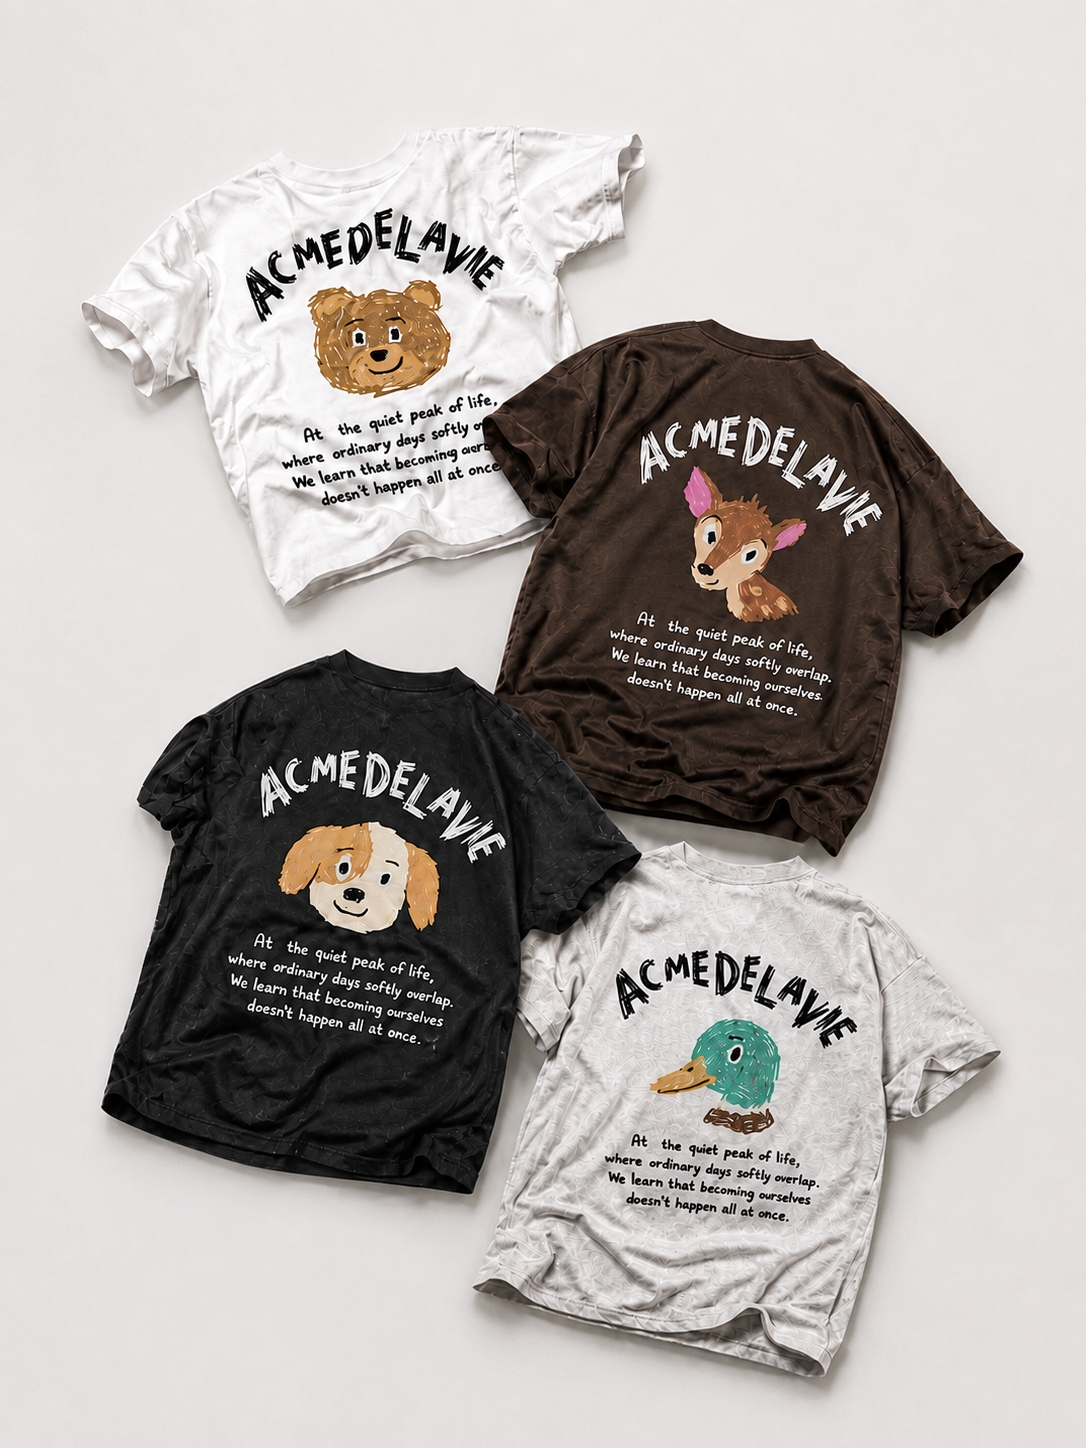 ACMEDELAVIE
At the quiet peak of life,
where ordinary days softly
We learn that becoming
doesn't happen all at once
ACMEDELAVIE
At the quiet peak of life,
where ordinary days softly overlap.
We learn that becoming ourselves
doesn't happen all at once.
ACMEDELAVIE
At the quiet peak of life,
where ordinary days softly overlap.
We learn that becoming ourselves
doesn't happen all at once.
ACMEDELAVIE
At the quiet peak of life,
where ordinary days softly overlap.
We learn that becoming ourselves
doesn't happen all at once.